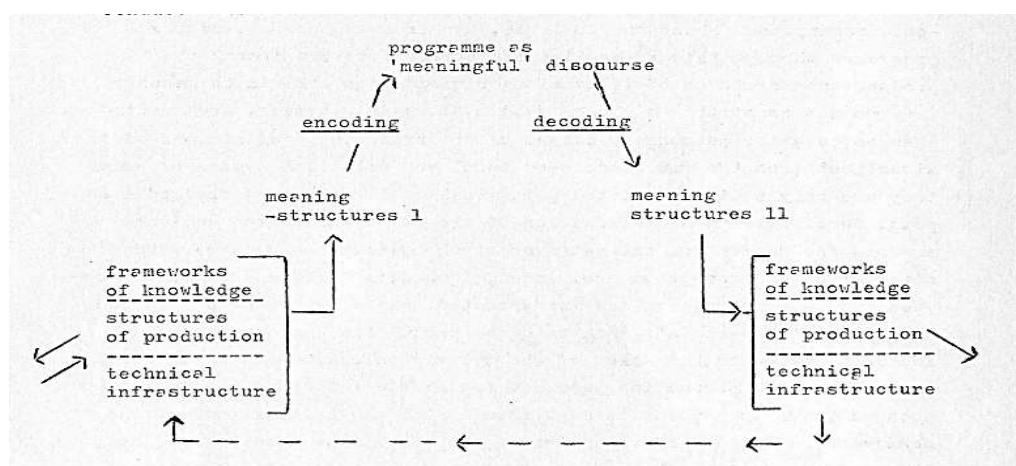 programme as
'meaningful' discourse
encoding
decoding
meaning
-structures 1
meaning
structures 11
frameworks
of knowledge
structures
of production
technical
infrastructure
frameworks
of knowledge
structures
of production
technical
infrastructure